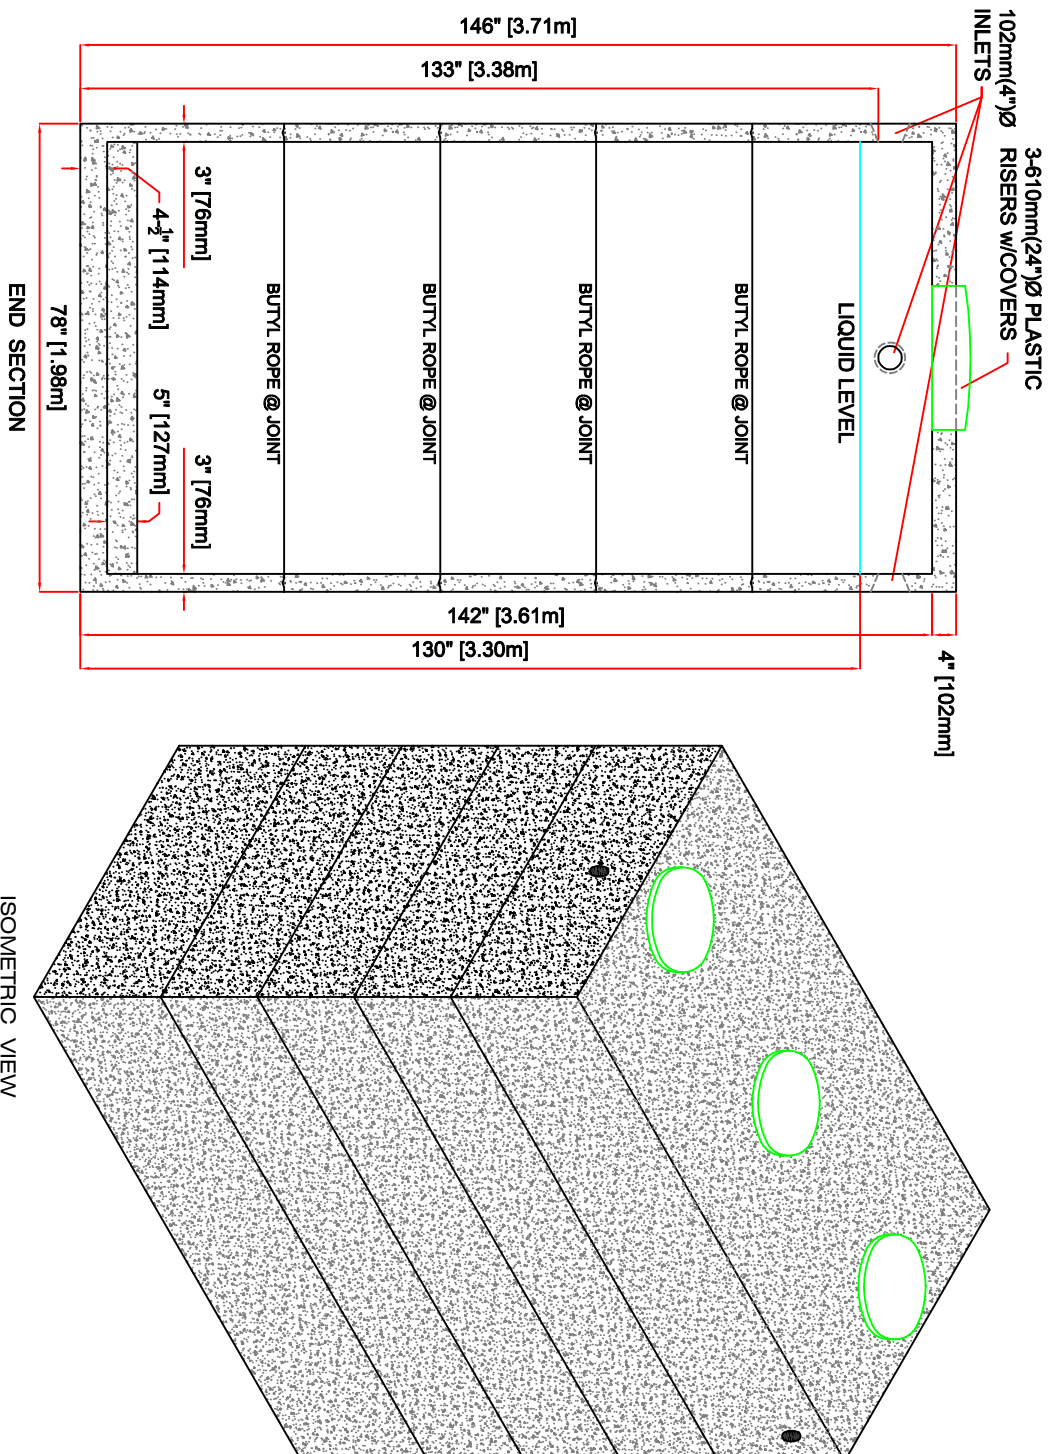 102mm(4")Ø
INLETS
3-610mm(24")Ø PLASTIC
RISERS w/COVERS
146" [3.71m]
133" [3.38m]
LIQUID LEVEL
BUTYL ROPE @ JOINT
BUTYL ROPE @ JOINT
BUTYL ROPE @ JOINT
BUTYL ROPE @ JOINT
3" [76mm]
4-1/2" [114mm]
5" [127mm]
3" [76mm]
78" [1.98m]
END SECTION
4" [102mm]
142" [3.61m]
130" [3.30m]
ISOMETRIC VIEW